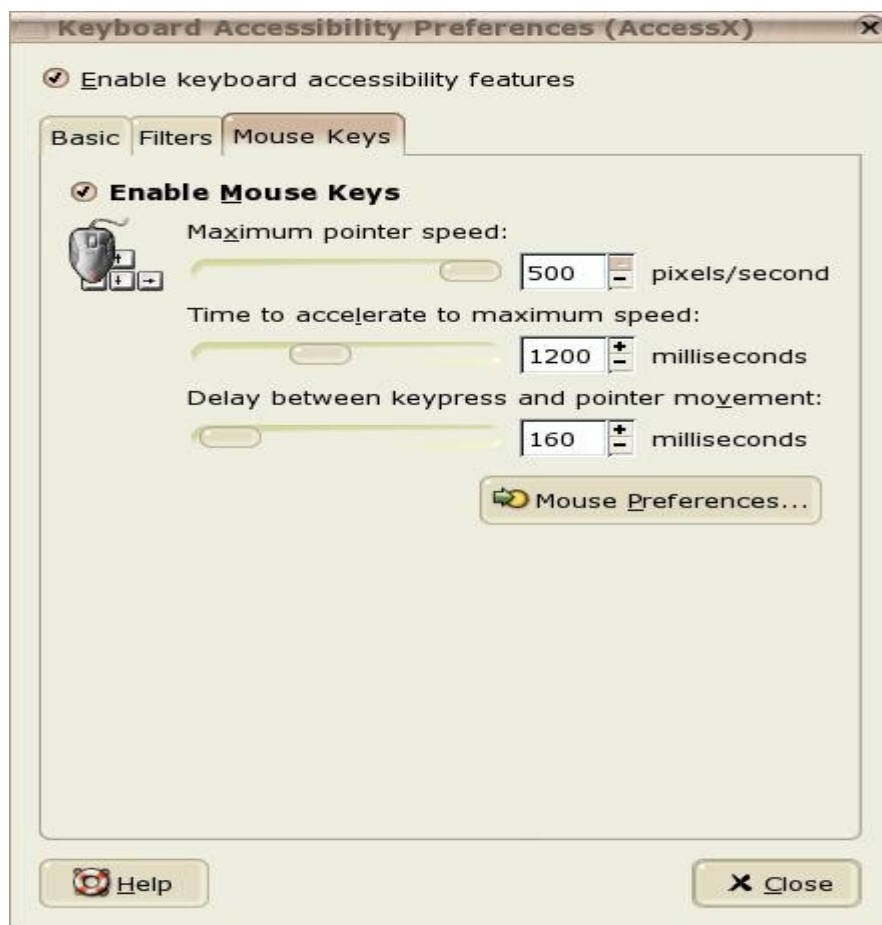 Keyboard Accessibility Preferences (AccessX)
Enable keyboard accessibility features
Basic Filters Mouse Keys
Enable Mouse Keys
Maximum pointer speed:
500 pixels/second
Time to accelerate to maximum speed:
1200 milliseconds
Delay between keypress and pointer movement:
160 milliseconds
Mouse Preferences...
Help Close